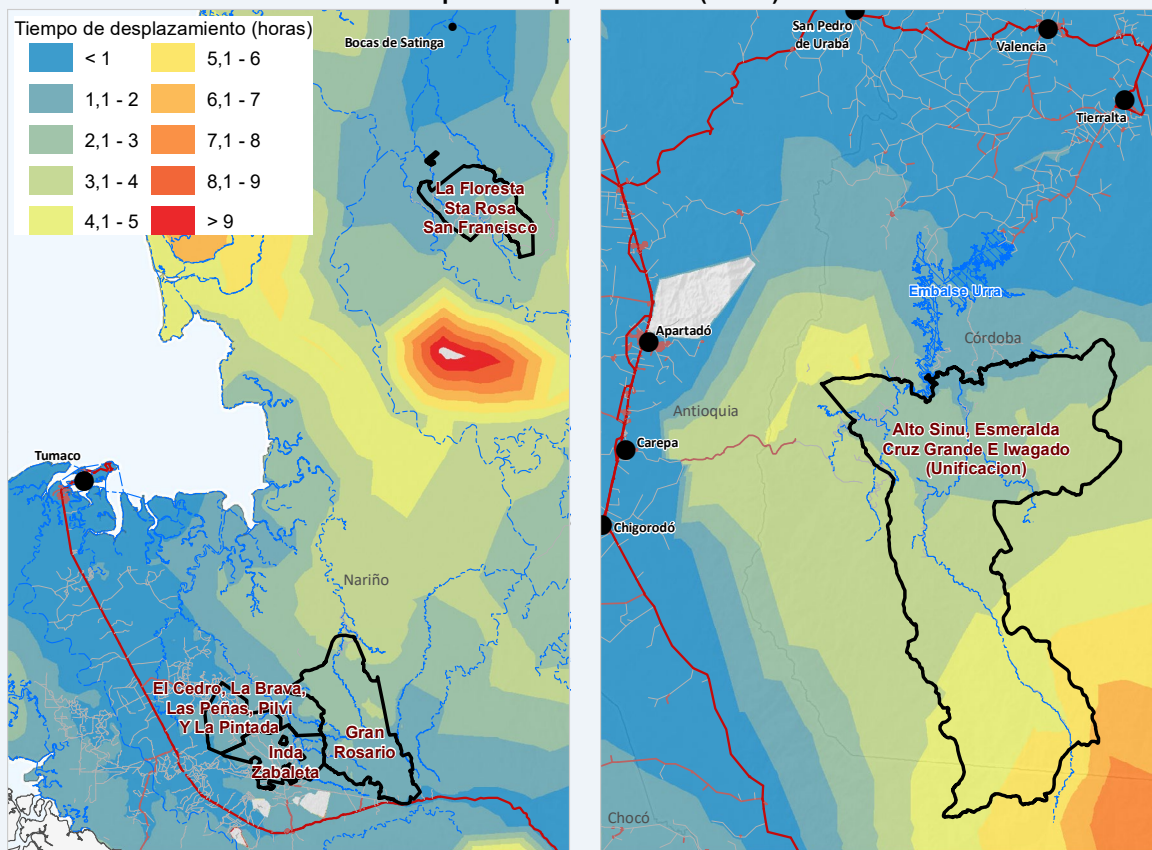 Tiempo de desplazamiento (horas)
< 1
5,1 - 6
1,1 - 2
6,1 - 7
2,1 - 3
7,1 - 8
3,1 - 4
8,1 - 9
4,1 - 5
> 9
Bocas de Satinga
La Floresta
Sta Rosa
San Francisco
Tumaco
Nariño
El Cedro, La Brava,
Las Peñas, Pilvi
Y La Pintada
Gran
Rosario
Inda
Zabaleta
San Pedro
de Urabá
Valencia
Tierralta
Embalse Urra
Apartadó
Córdoba
Antioquia
Alto Sinu, Esmeralda
Cruz Grande E Iwagado
(Unificacion)
Carepa
Chigorodó
Chocó